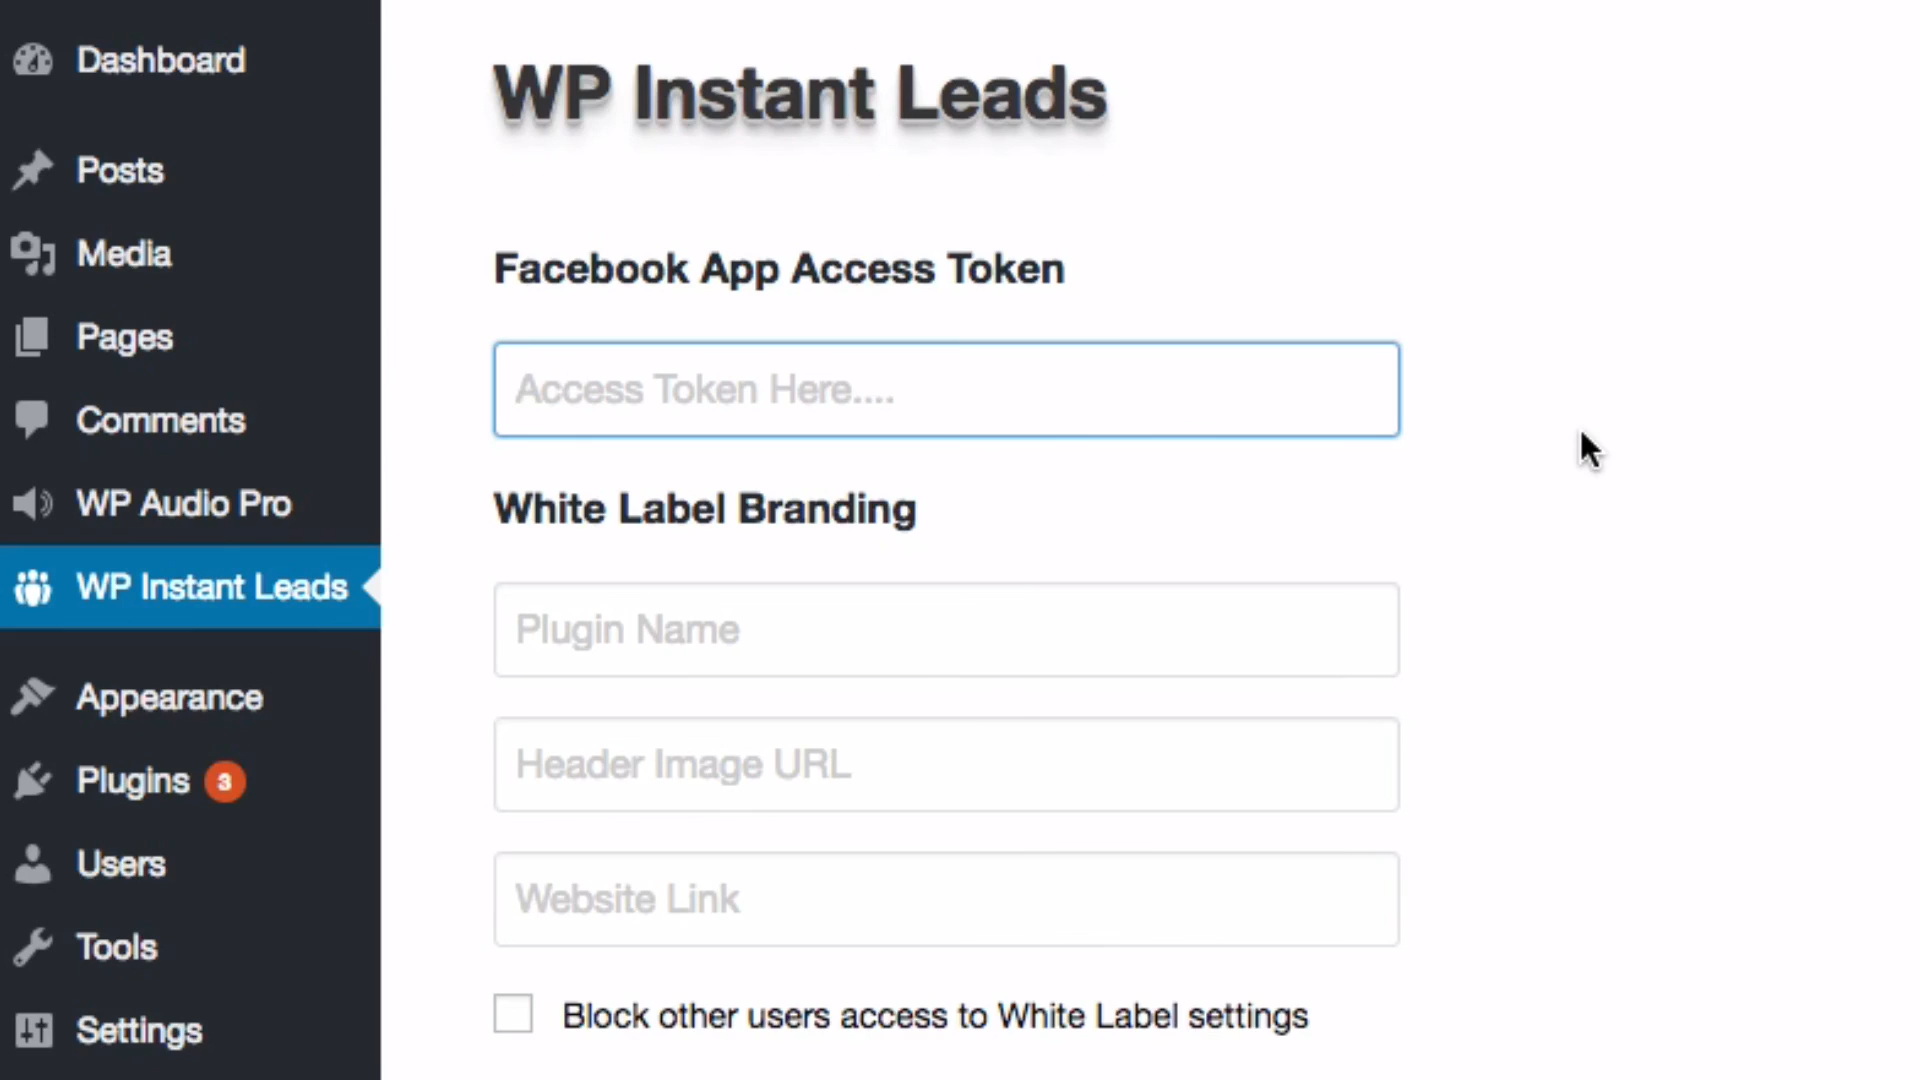 Dashboard
Posts
Media
Pages
Comments
WP Audio Pro
WP Instant Leads
Appearance
Plugins 3
Users
Tools
Settings
WP Instant Leads
Facebook App Access Token
Access Token Here....
White Label Branding
Plugin Name
Header Image URL
Website Link
Block other users access to White Label settings